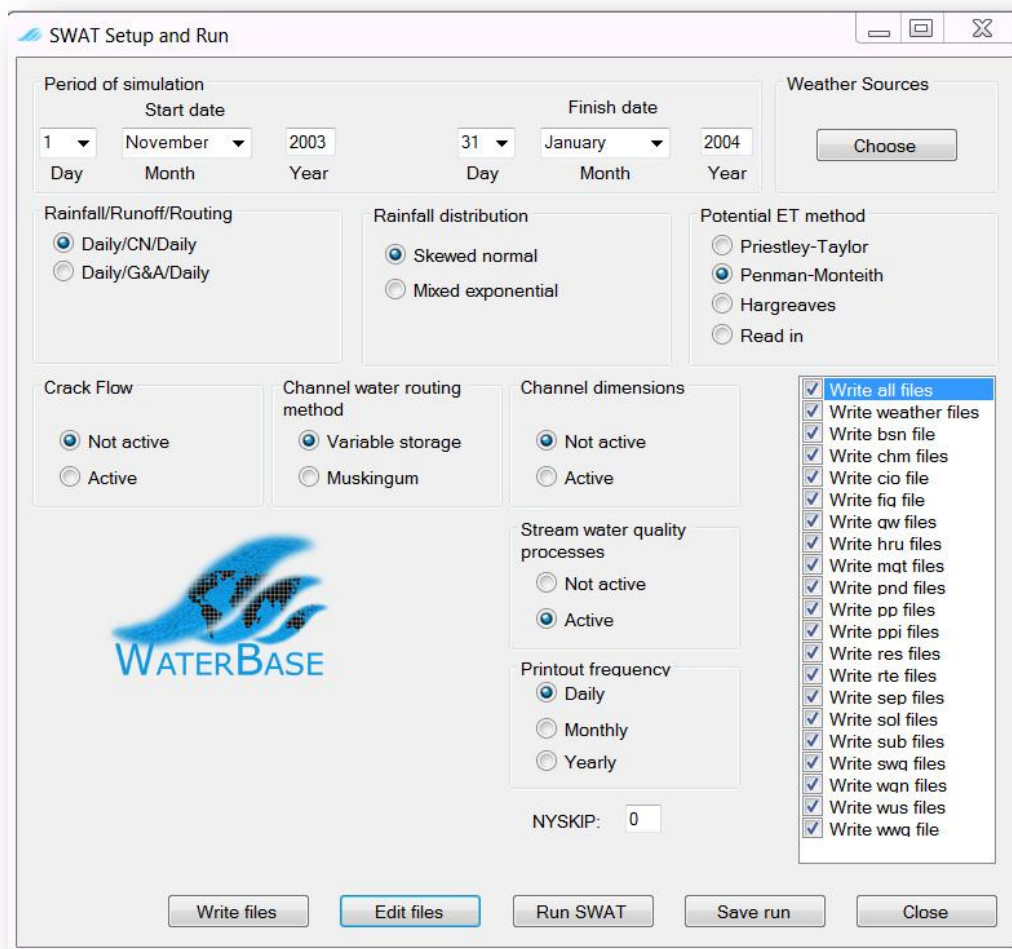 SWAT Setup and Run
Period of simulation
Start date
Finish date
1 November 2003
31 January 2004
Day Month Year
Day Month Year
Weather Sources
Choose
Rainfall/Runoff/Routing
Daily/CN/Daily
Daily/G&A/Daily
Rainfall distribution
Skewed normal
Mixed exponential
Potential ET method
Priestley-Taylor
Penman-Monteith
Hargreaves
Read in
Crack Flow
Not active
Active
Channel water routing
method
Variable storage
Muskingum
Channel dimensions
Not active
Active
Stream water quality
processes
Not active
Active
Printout frequency
Daily
Monthly
Yearly
NYSKIP: 0
Write all files
Write weather files
Write bsn file
Write chm files
Write cio file
Write fig file
Write gw files
Write hru files
Write mgt files
Write pnd files
Write pp files
Write ppi files
Write res files
Write rte files
Write sep files
Write sol files
Write sub files
Write swq files
Write wgn files
Write wus files
Write wwq file
WATERBASE
Write files
Edit files
Run SWAT
Save run
Close